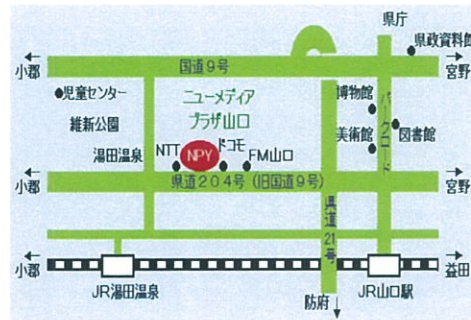 県庁
県政資料館
小郡
国道9号
宮野
児童センター
ニューメディア
プラザ山口
博物館
パークロード
維新公園
美術館
図書館
湯田温泉
NTT
NPY
ドコモ
FM山口
小郡
県道204号(旧国道9号)
宮野
県道21号
小郡
益田
JR湯田温泉
防府
JR山口駅